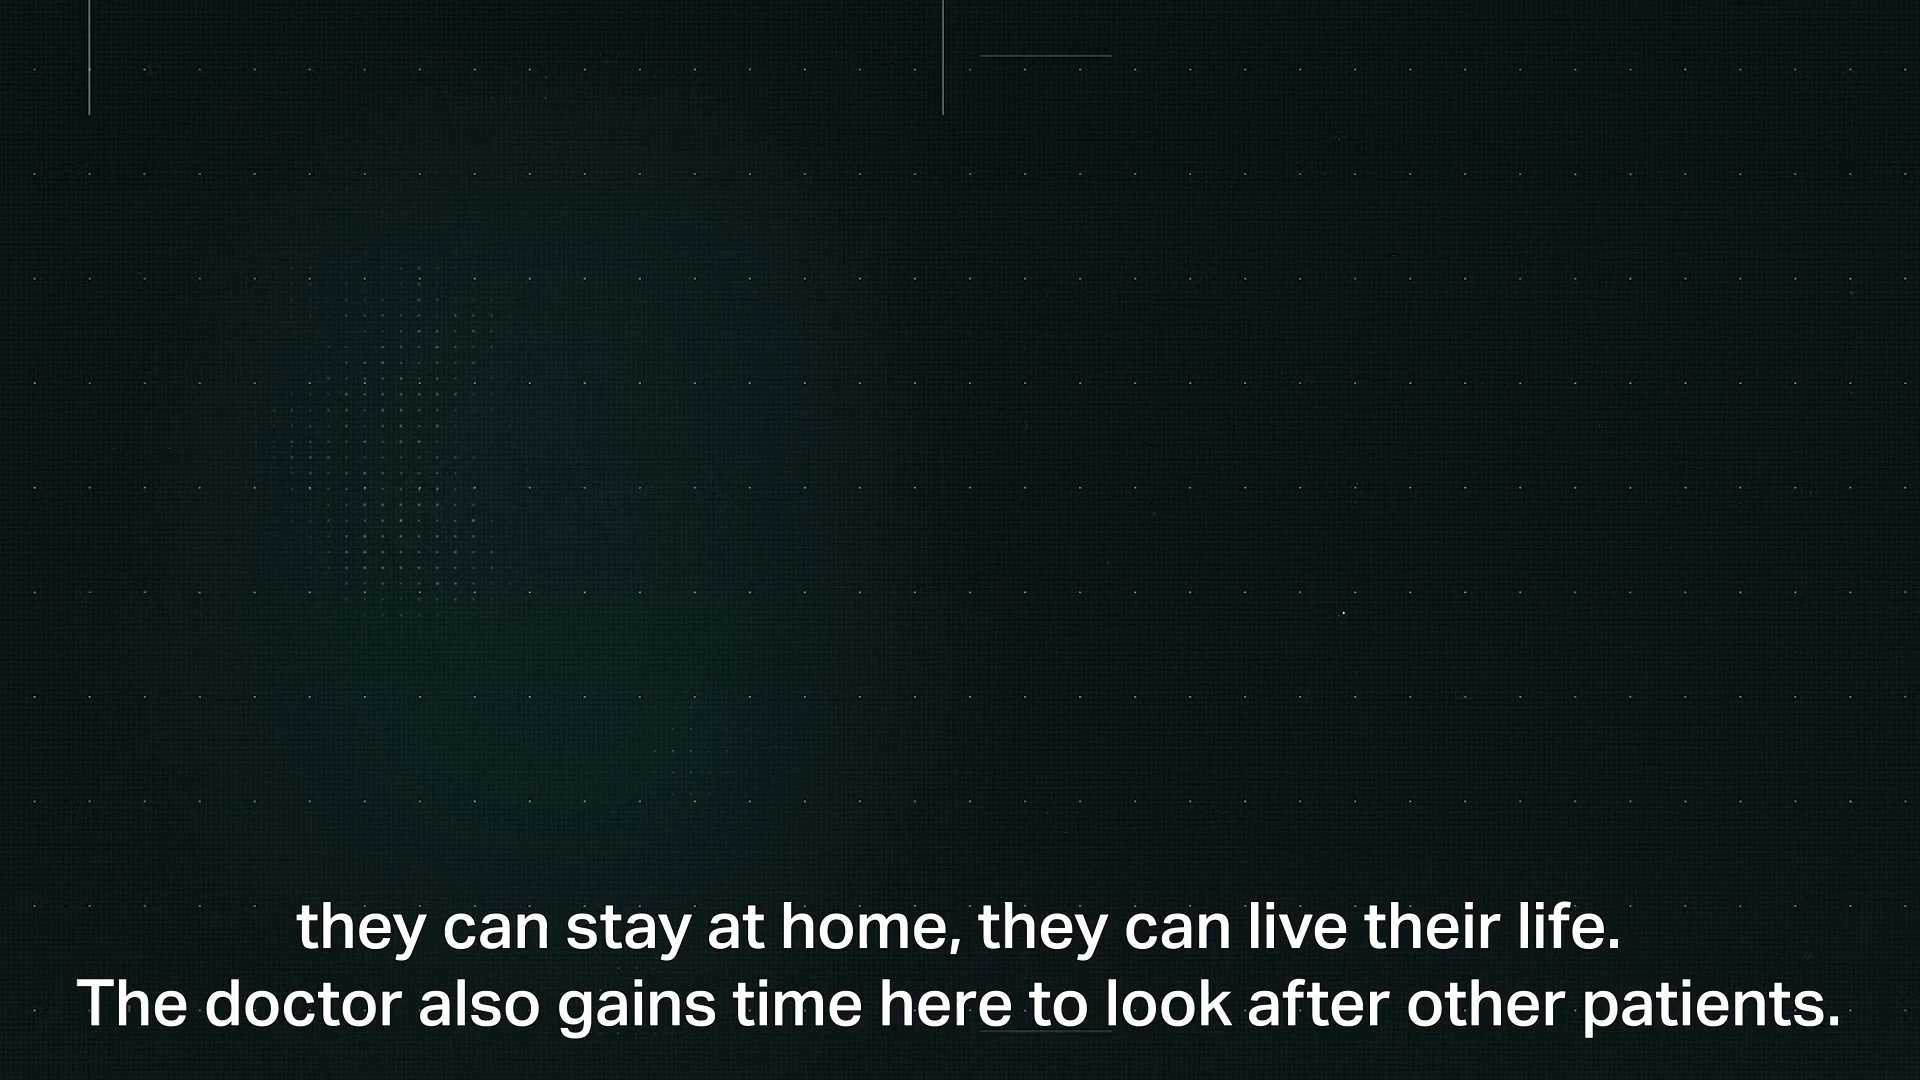 they can stay at home, they can live their life.
The doctor also gains time here to look after other patients.